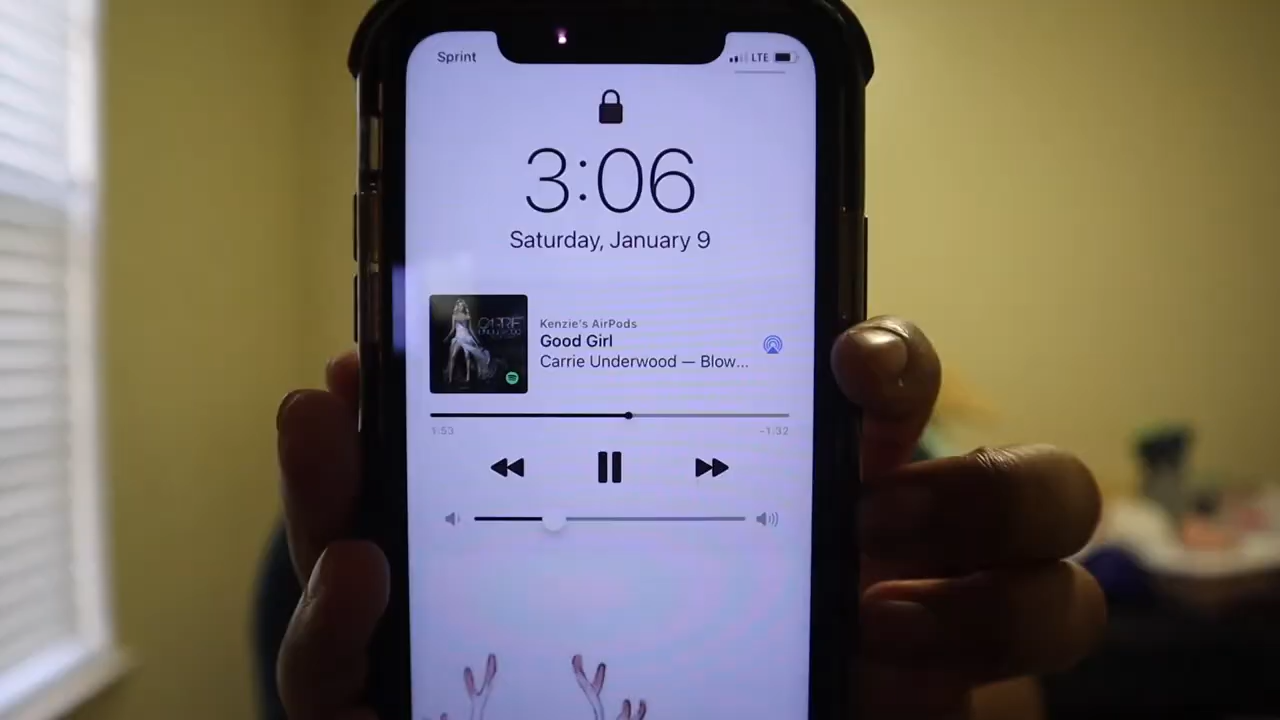 Sprint LTE
3:06
Saturday, January 9
Kenzie's AirPods
Good Girl
Carrie Underwood — Blow...
1:53 -1:32